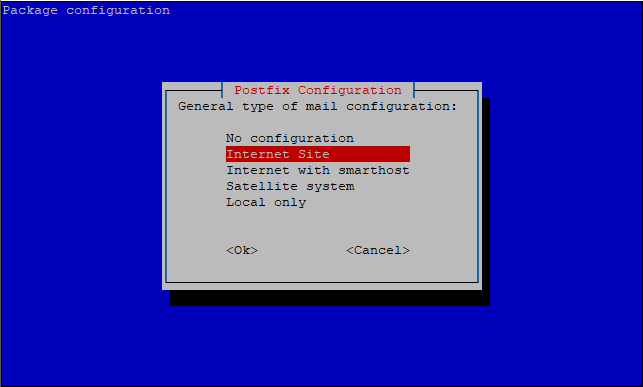 Package configuration
Postfix Configuration
General type of mail configuration:
No configuration
Internet Site
Internet with smarthost
Satellite system
Local only
<Ok> <Cancel>